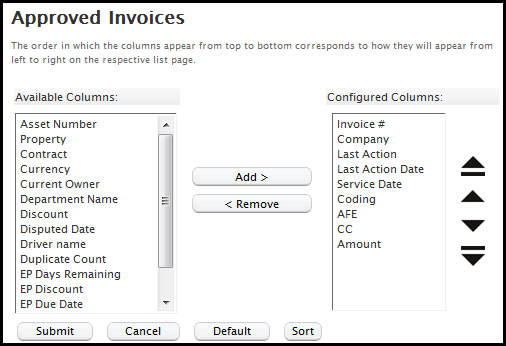 Approved Invoices
The order in which the columns appear from top to bottom corresponds to how they will appear from
left to right on the respective list page.
Available Columns:
Asset Number
Property
Contract
Currency
Current Owner
Department Name
Discount
Disputed Date
Driver name
Duplicate Count
EP Days Remaining
EP Discount
EP Due Date
Add >
< Remove
Configured Columns:
Invoice #
Company
Last Action
Last Action Date
Service Date
Coding
AFE
CC
Amount
Submit
Cancel
Default
Sort